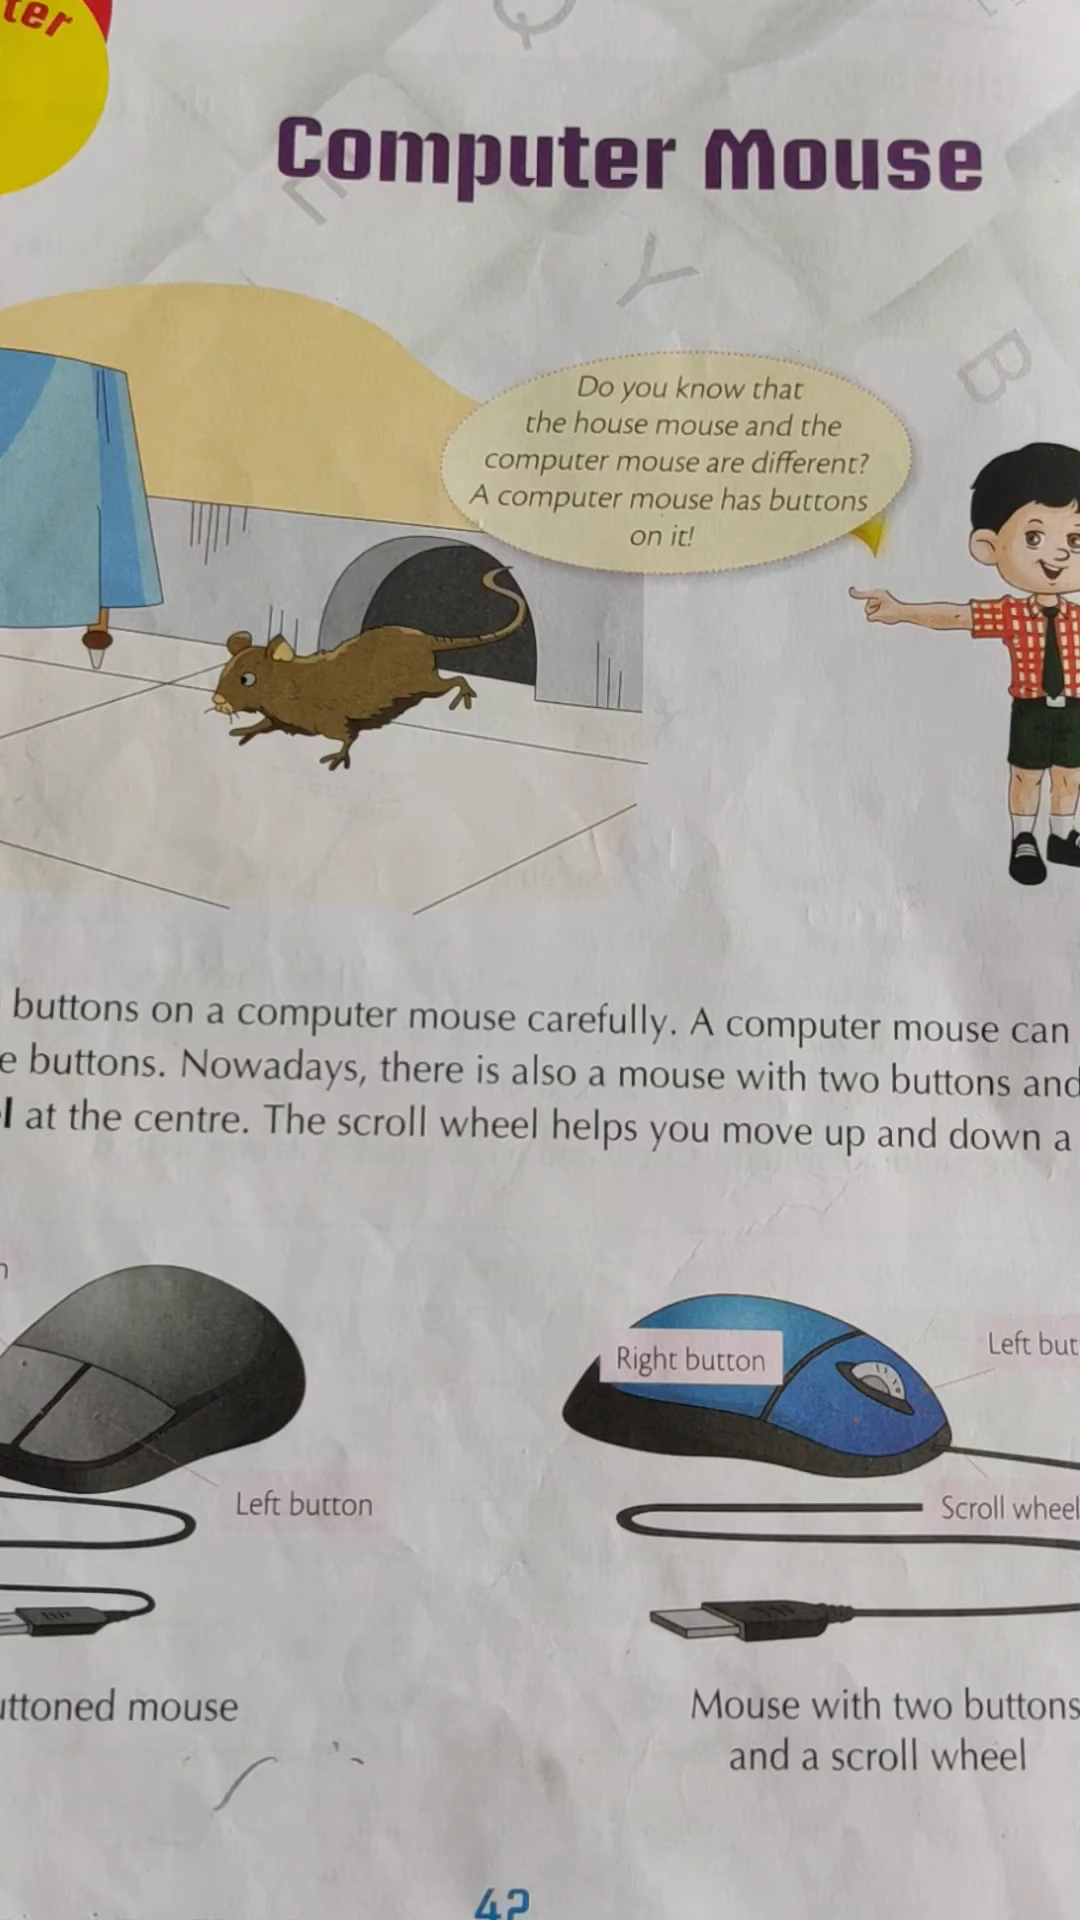 ter
Computer Mouse
Do you know that
the house mouse and the
computer mouse are different?
A computer mouse has buttons
on it!
buttons on a computer mouse carefully. A computer mouse can
e buttons. Nowadays, there is also a mouse with two buttons and
l at the centre. The scroll wheel helps you move up and down a
Right button
Left but
Left button
Scroll wheel
uttoned mouse
Mouse with two buttons
and a scroll wheel
42